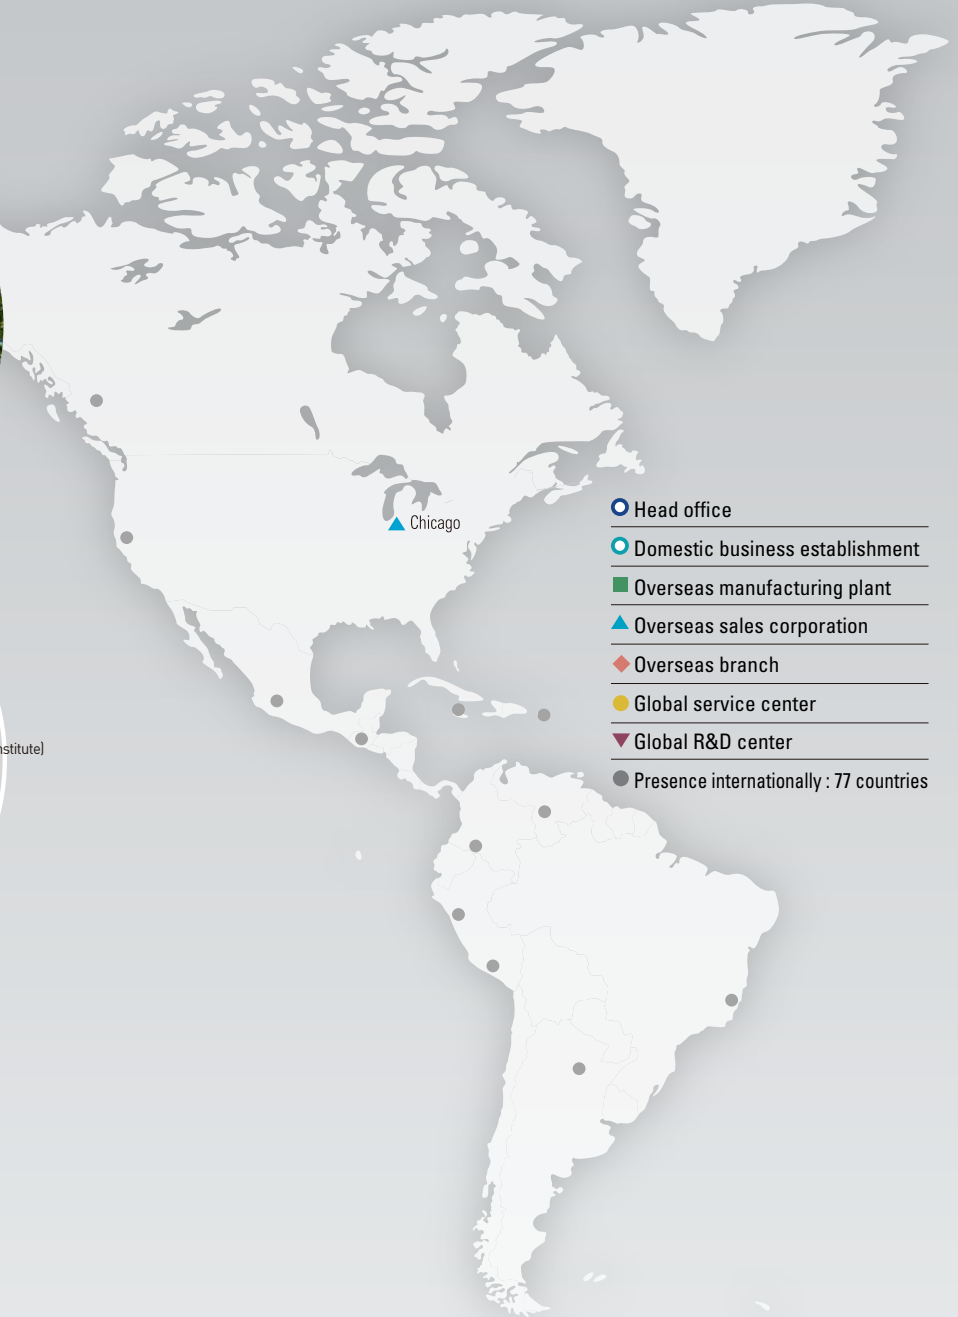 Chicago
Head office
Domestic business establishment
Overseas manufacturing plant
Overseas sales corporation
Overseas branch
Global service center
Global R&D center
nstitute)
Presence internationally : 77 countries